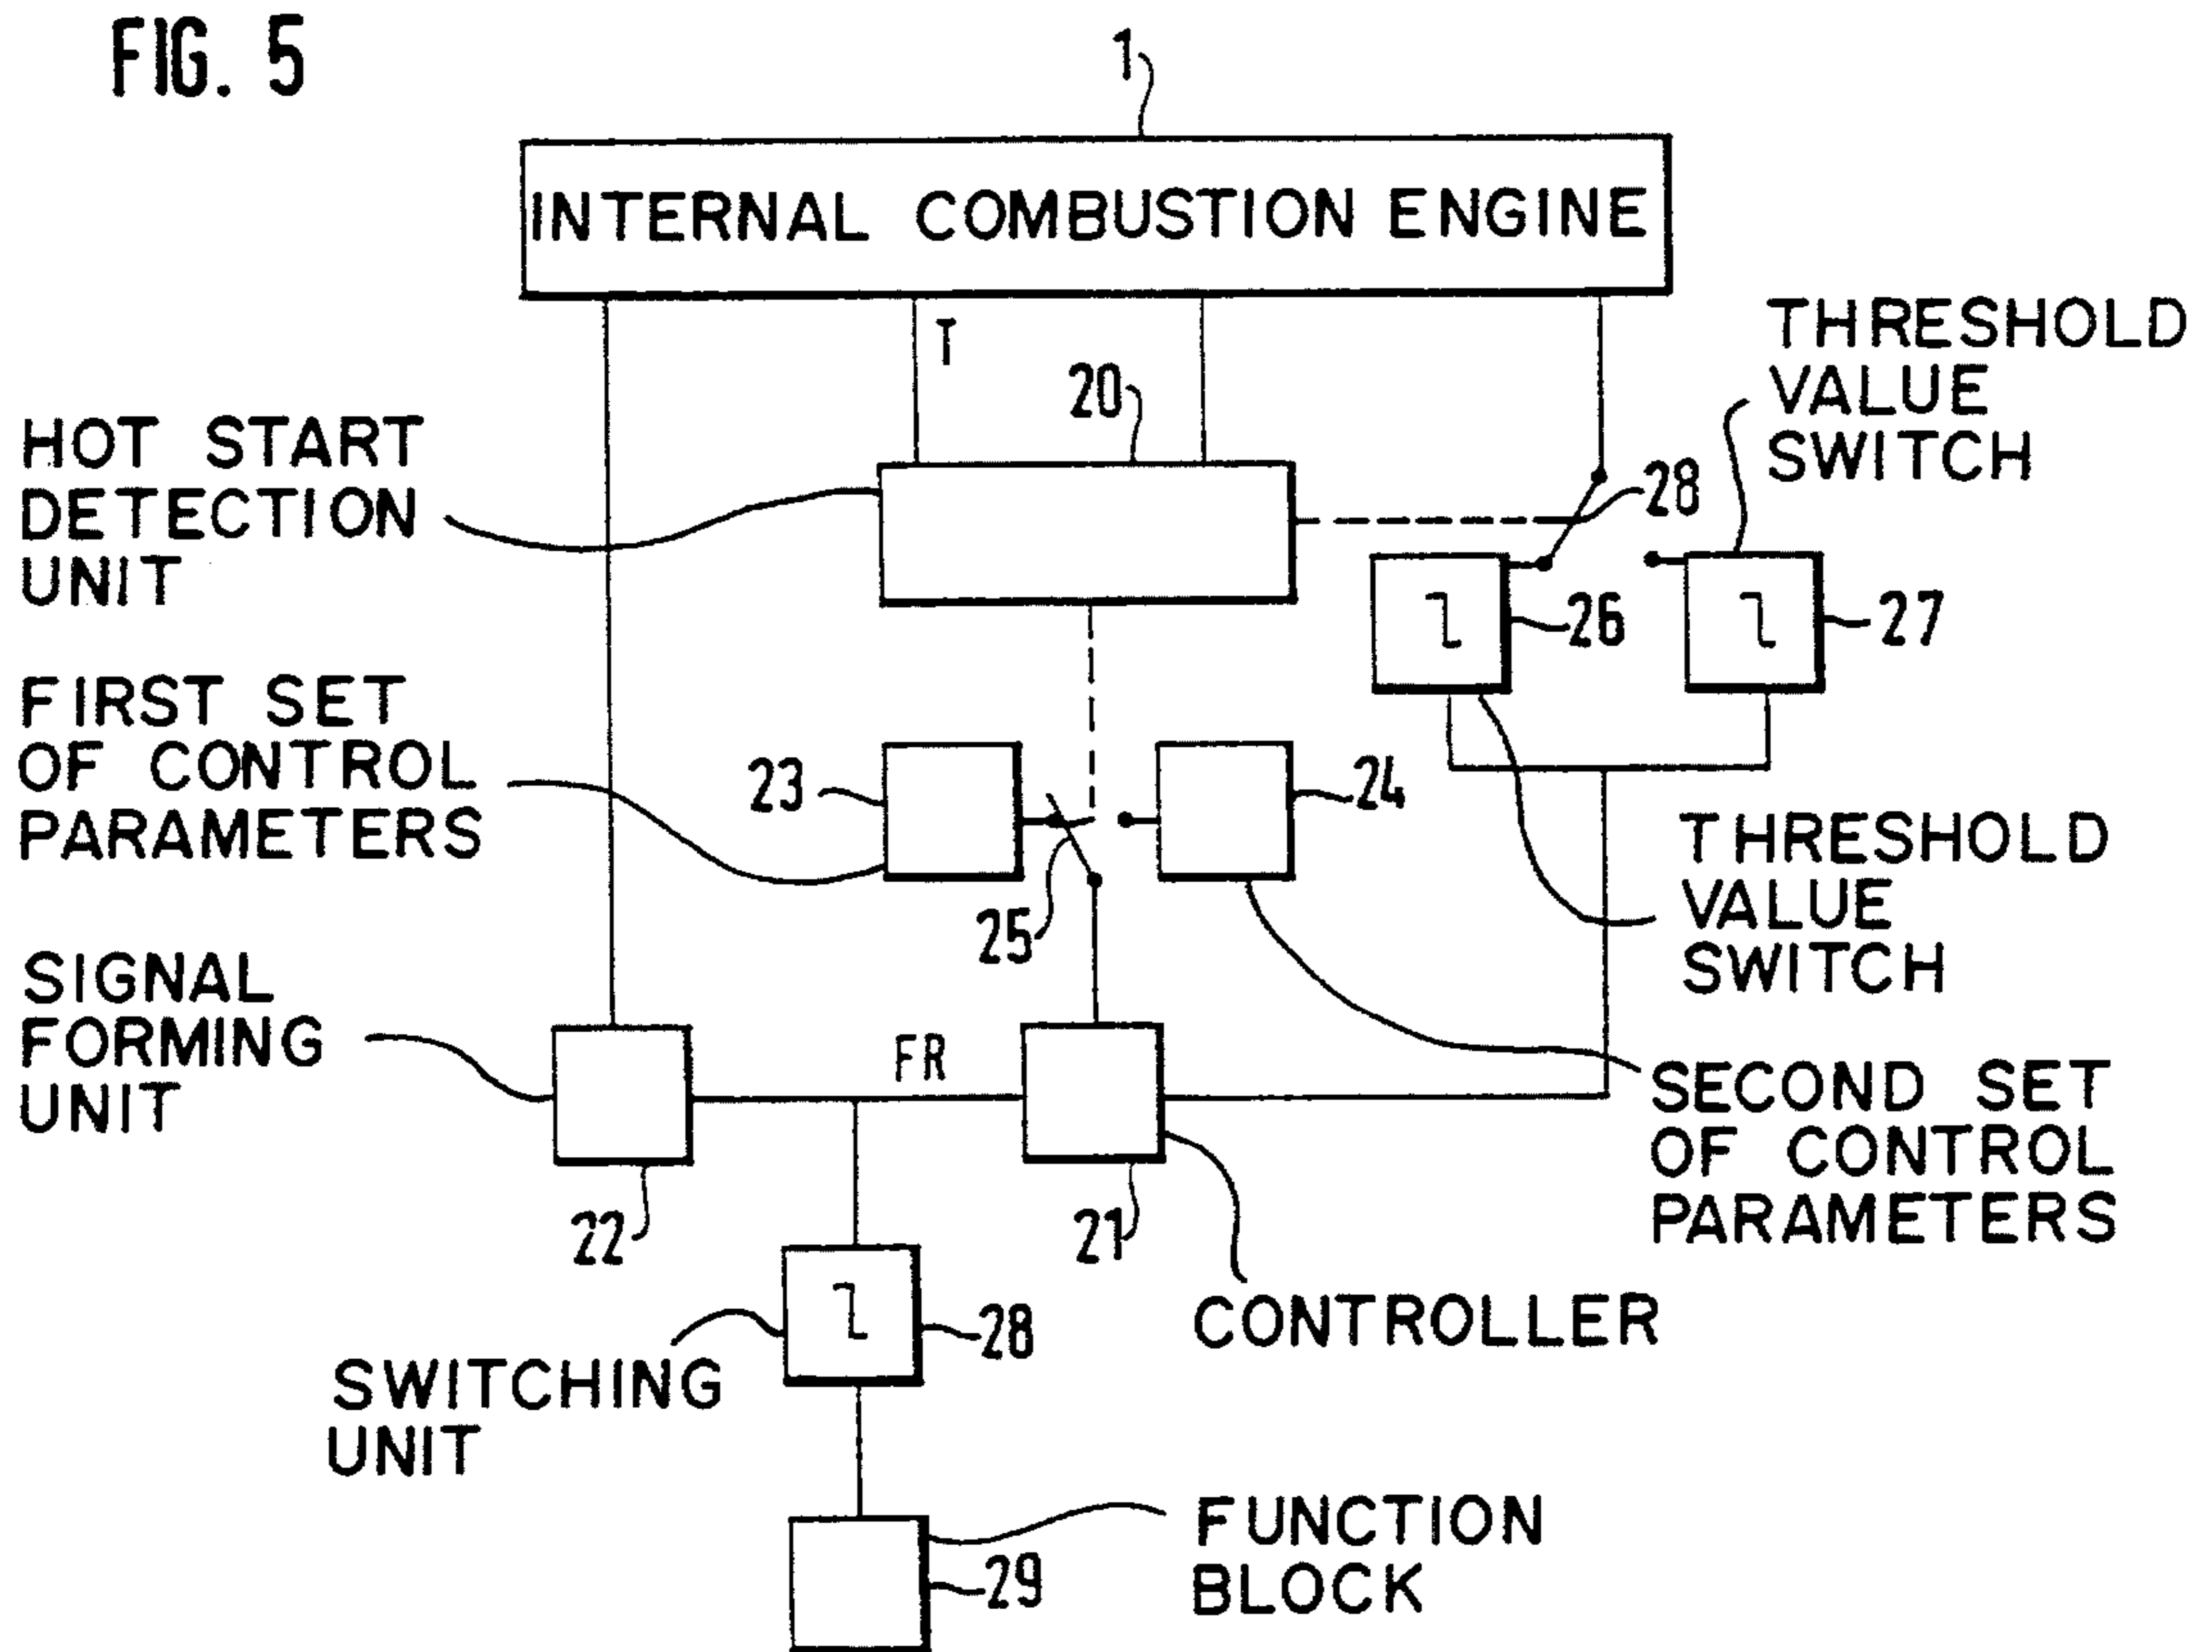 FIG. 5
1
INTERNAL COMBUSTION ENGINE
T
20
THRESHOLD
VALUE
SWITCH
HOT START
DETECTION
UNIT
28
26
27
FIRST SET
OF CONTROL
PARAMETERS
23
24
25
THRESHOLD
VALUE
SWITCH
SIGNAL
FORMING
UNIT
FR
SECOND SET
OF CONTROL
PARAMETERS
22
21
CONTROLLER
28
SWITCHING
UNIT
FUNCTION
BLOCK
29